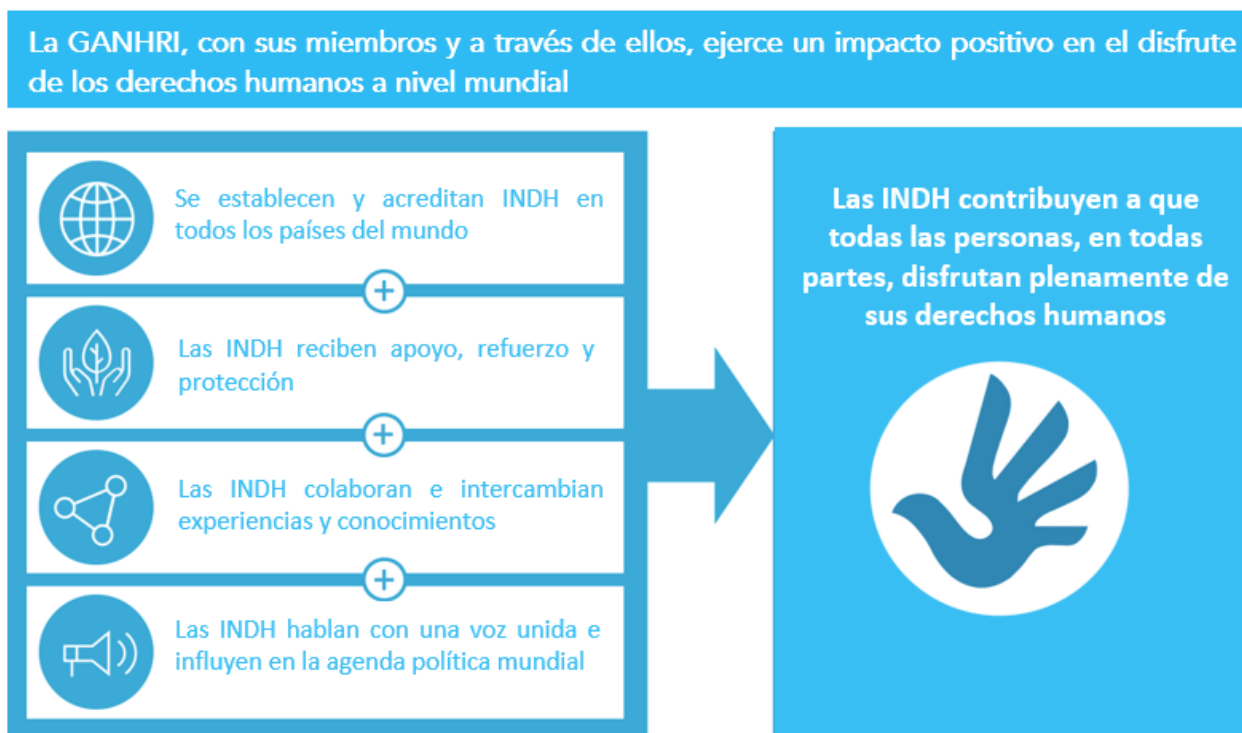 La GANHRI, con sus miembros y a través de ellos, ejerce un impacto positivo en el disfrute
de los derechos humanos a nivel mundial
Se establecen y acreditan INDH en
todos los países del mundo
Las INDH reciben apoyo, refuerzo y
protección
Las INDH colaboran e intercambian
experiencias y conocimientos
Las INDH hablan con una voz unida e
influyen en la agenda política mundial
Las INDH contribuyen a que
todas las personas, en todas
partes, disfrutan plenamente de
sus derechos humanos